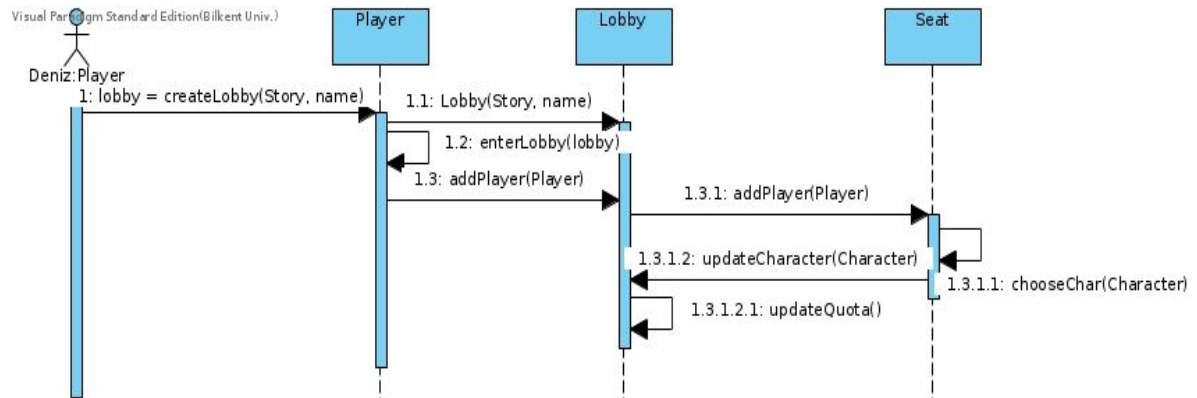 Visual Paradigm Standard Edition(Bilkent Univ.)
Player
Lobby
Seat
Deniz:Player
1: lobby = createLobby(Story, name)
1.1: Lobby(Story, name)
1.2: enterLobby(lobby)
1.3: addPlayer(Player)
1.3.1: addPlayer(Player)
1.3.1.2: updateCharacter(Character)
1.3.1.1: chooseChar(Character)
1.3.1.2.1: updateQuota()